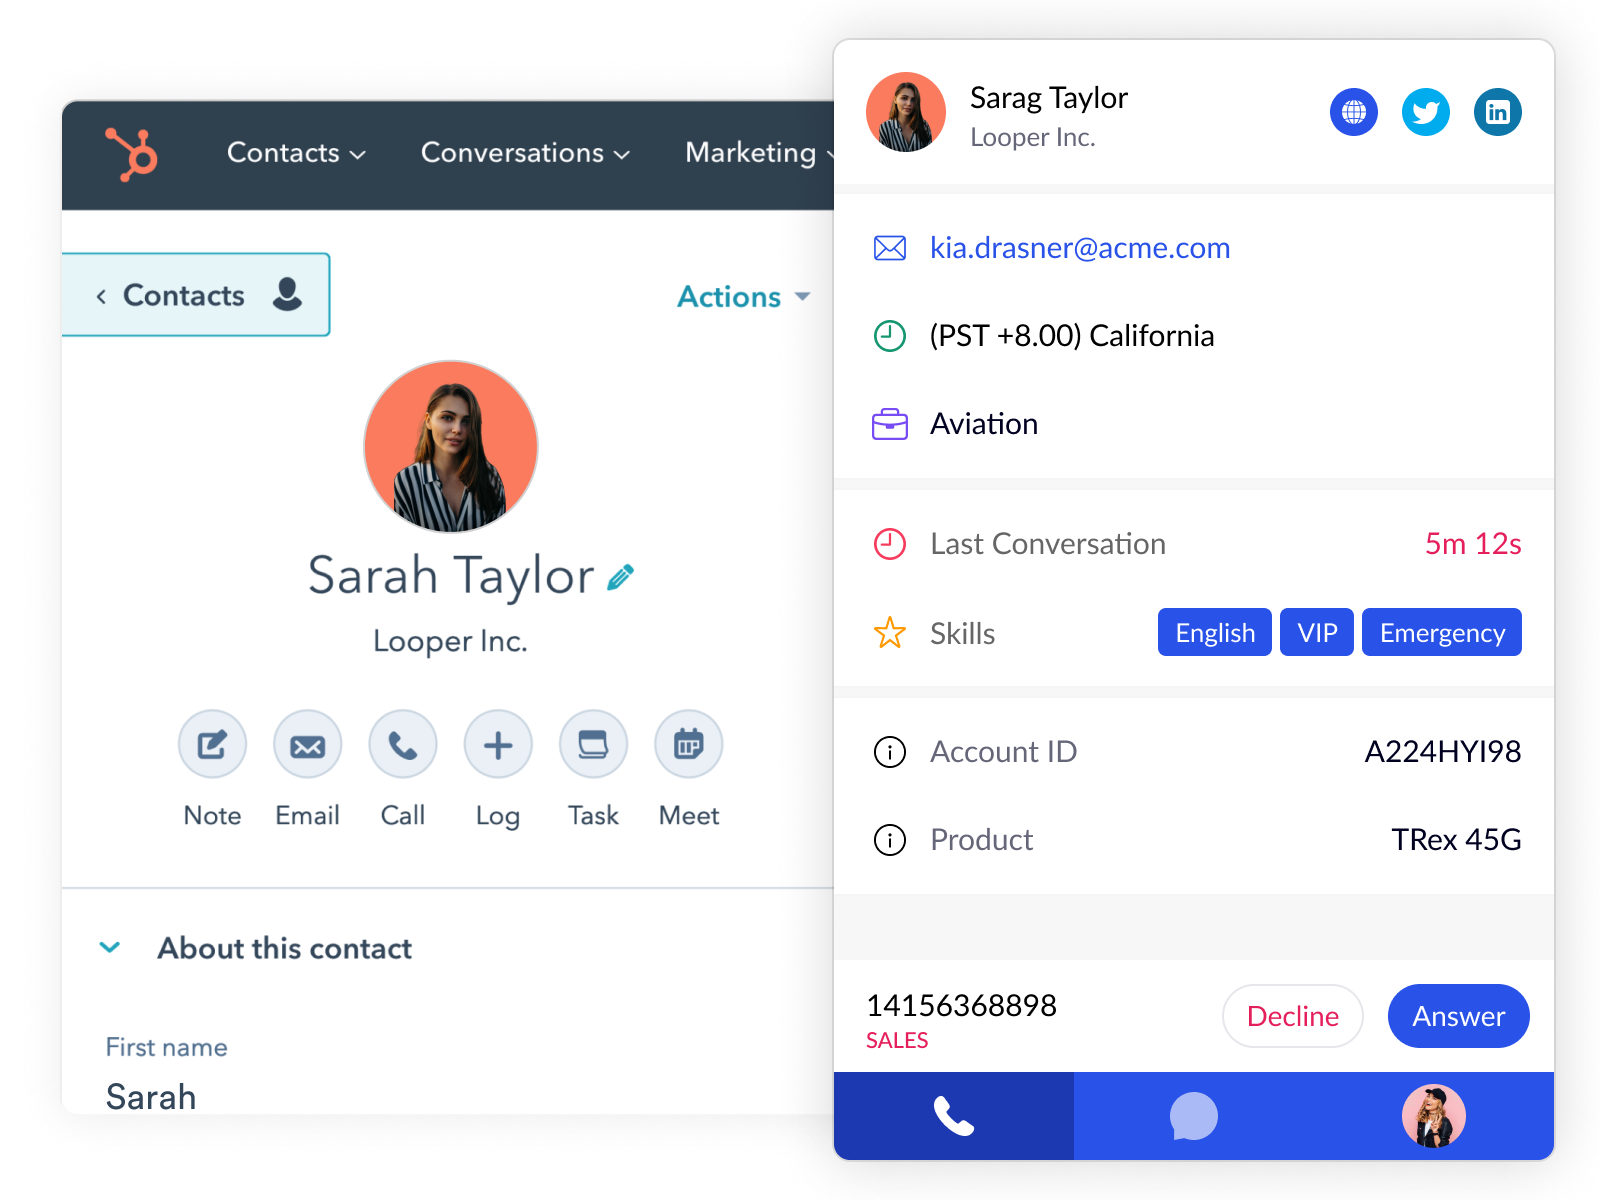 Contacts
Conversations
Marketing
Contacts
Actions
Sarah Taylor
Looper Inc.
Note Email Call Log Task Meet
About this contact
First name
Sarah
Sarag Taylor
Looper Inc.
in
kia.drasner@acme.com
(PST +8.00) California
Aviation
Last Conversation 5m 12s
Skills English VIP Emergency
Account ID A224HYI98
Product TRex 45G
14156368898
SALES
Decline
Answer